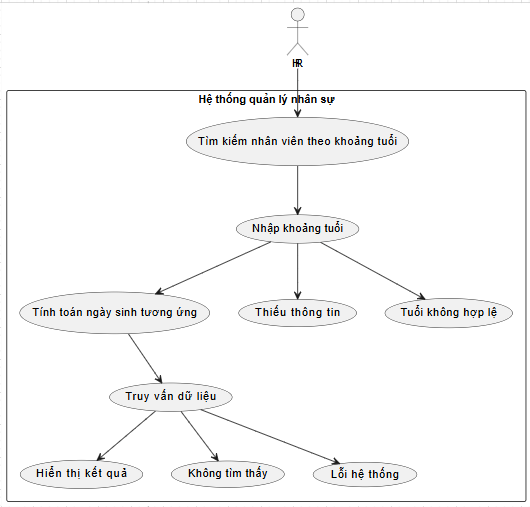 HR
Hệ thống quản lý nhân sự
Tìm kiếm nhân viên theo khoảng tuổi
Nhập khoảng tuổi
Tính toán ngày sinh tương ứng
Thiếu thông tin
Tuổi không hợp lệ
Truy vấn dữ liệu
Hiển thị kết quả
Không tìm thấy
Lỗi hệ thống